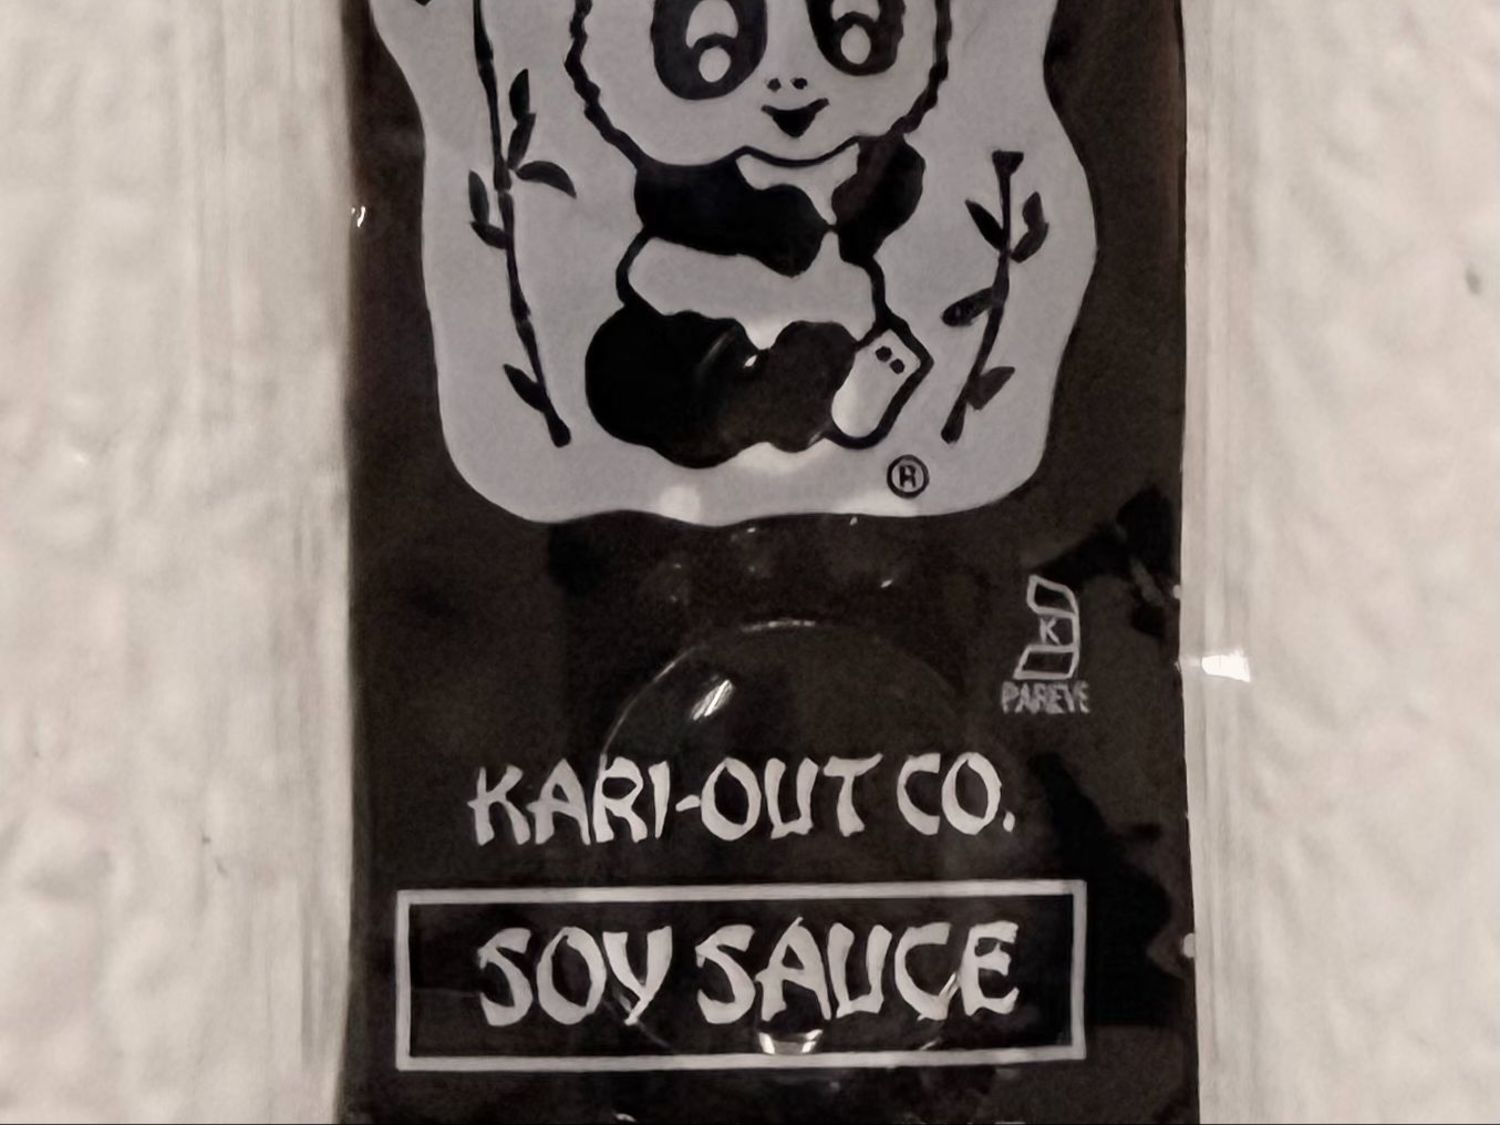 ®
K
PAREVE
KARI-OUT CO.
SOY SAUCE